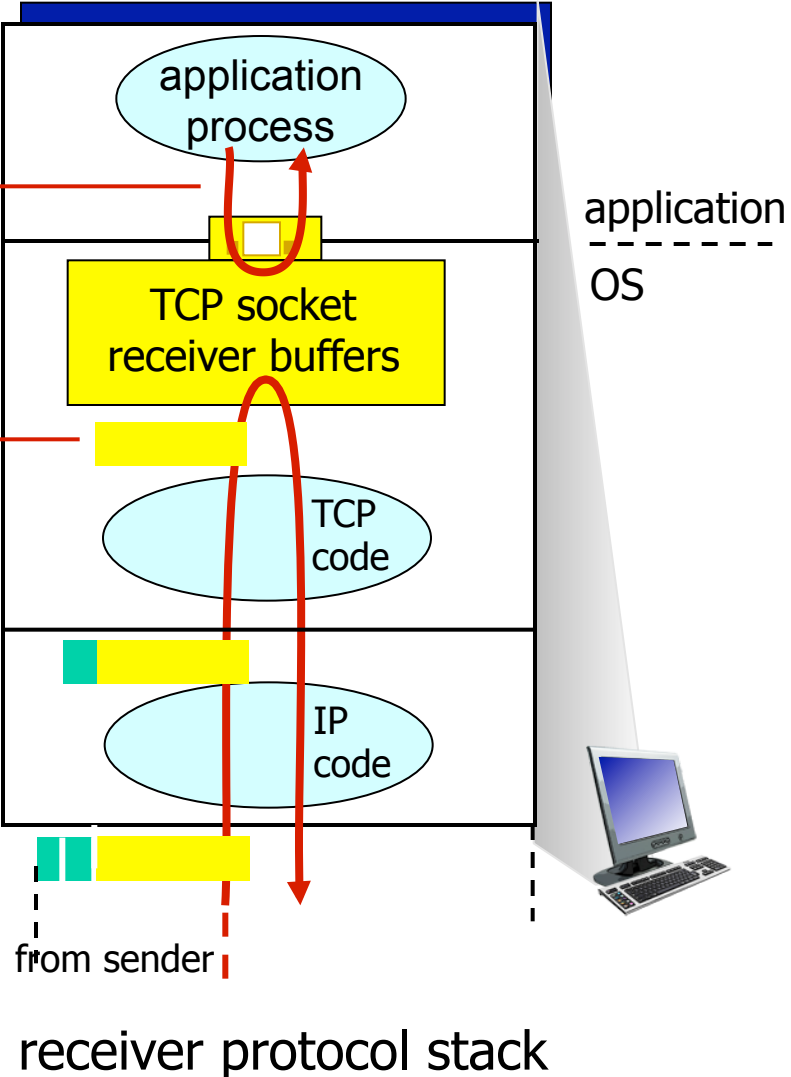 application
process
application
OS
TCP socket
receiver buffers
TCP
code
IP
code
from sender
receiver protocol stack